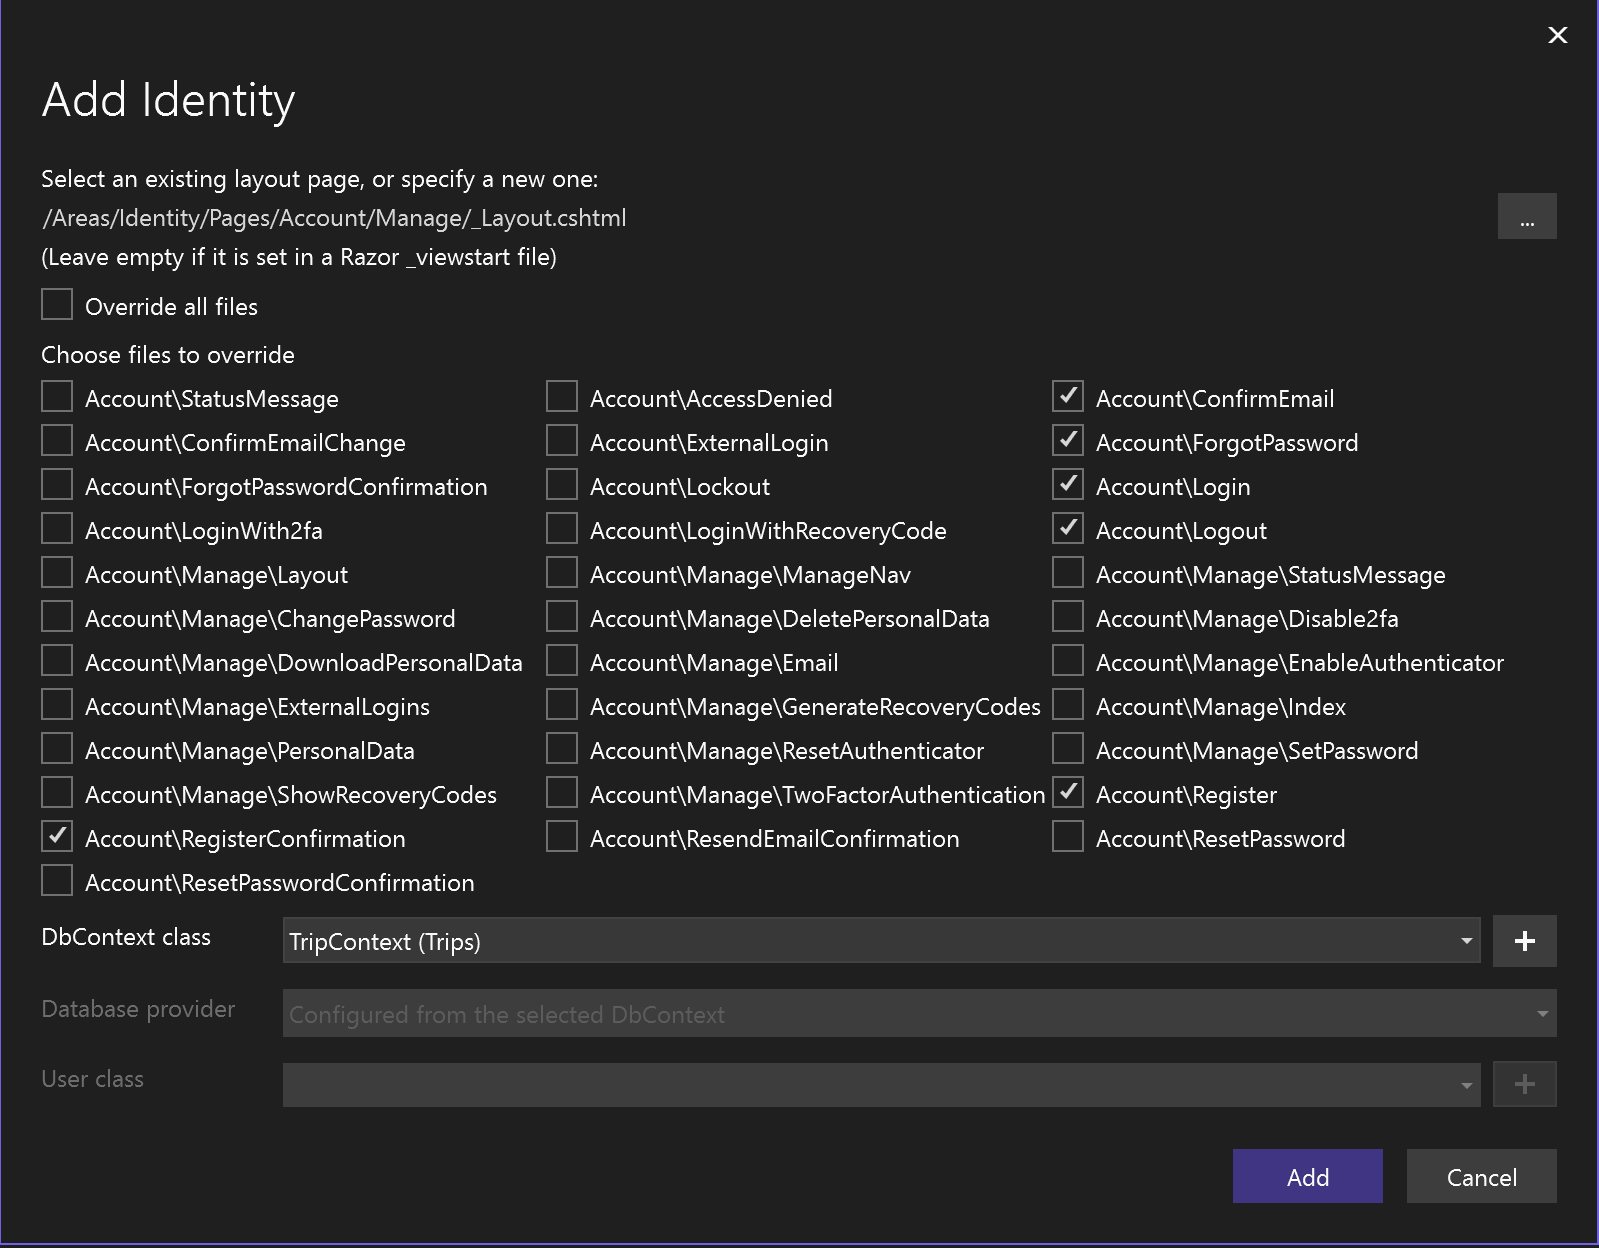 Add Identity
Select an existing layout page, or specify a new one:
/Areas/Identity/Pages/Account/Manage/_Layout.cshtml
...
(Leave empty if it is set in a Razor _viewstart file)
Override all files
Choose files to override
Account\StatusMessage Account\AccessDenied Account\ConfirmEmail
Account\ConfirmEmailChange Account\ExternalLogin Account\ForgotPassword
Account\ForgotPasswordConfirmation Account\Lockout Account\Login
Account\LoginWith2fa Account\LoginWithRecoveryCode Account\Logout
Account\Manage\Layout Account\Manage\ManageNav Account\Manage\StatusMessage
Account\Manage\ChangePassword Account\Manage\DeletePersonalData Account\Manage\Disable2fa
Account\Manage\DownloadPersonalData Account\Manage\Email Account\Manage\EnableAuthenticator
Account\Manage\ExternalLogins Account\Manage\GenerateRecoveryCodes Account\Manage\Index
Account\Manage\PersonalData Account\Manage\ResetAuthenticator Account\Manage\SetPassword
Account\Manage\ShowRecoveryCodes Account\Manage\TwoFactorAuthentication Account\Register
Account\RegisterConfirmation Account\ResendEmailConfirmation Account\ResetPassword
Account\ResetPasswordConfirmation
DbContext class TripContext (Trips)
Database provider Configured from the selected DbContext
User class
Add Cancel